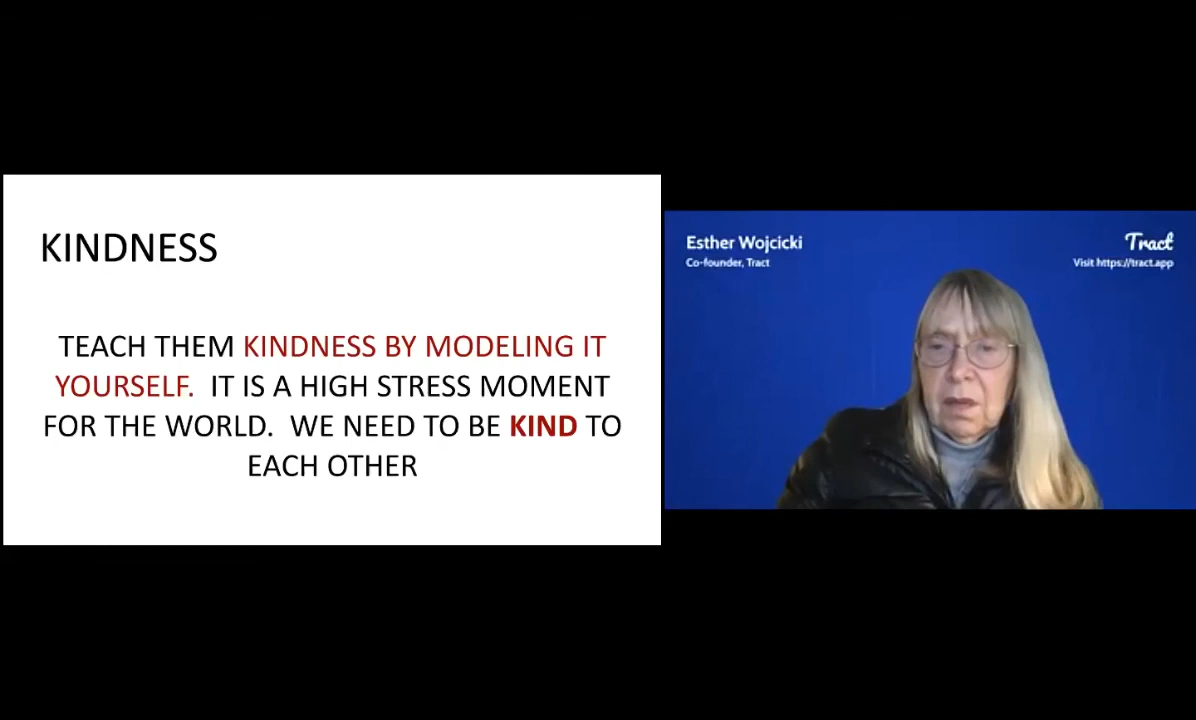 KINDNESS
TEACH THEM KINDNESS BY MODELING IT
YOURSELF.  IT IS A HIGH STRESS MOMENT
FOR THE WORLD.  WE NEED TO BE KIND TO
EACH OTHER
Esther Wojcicki
Co-founder, Tract
Tract
Visit https://tract.app